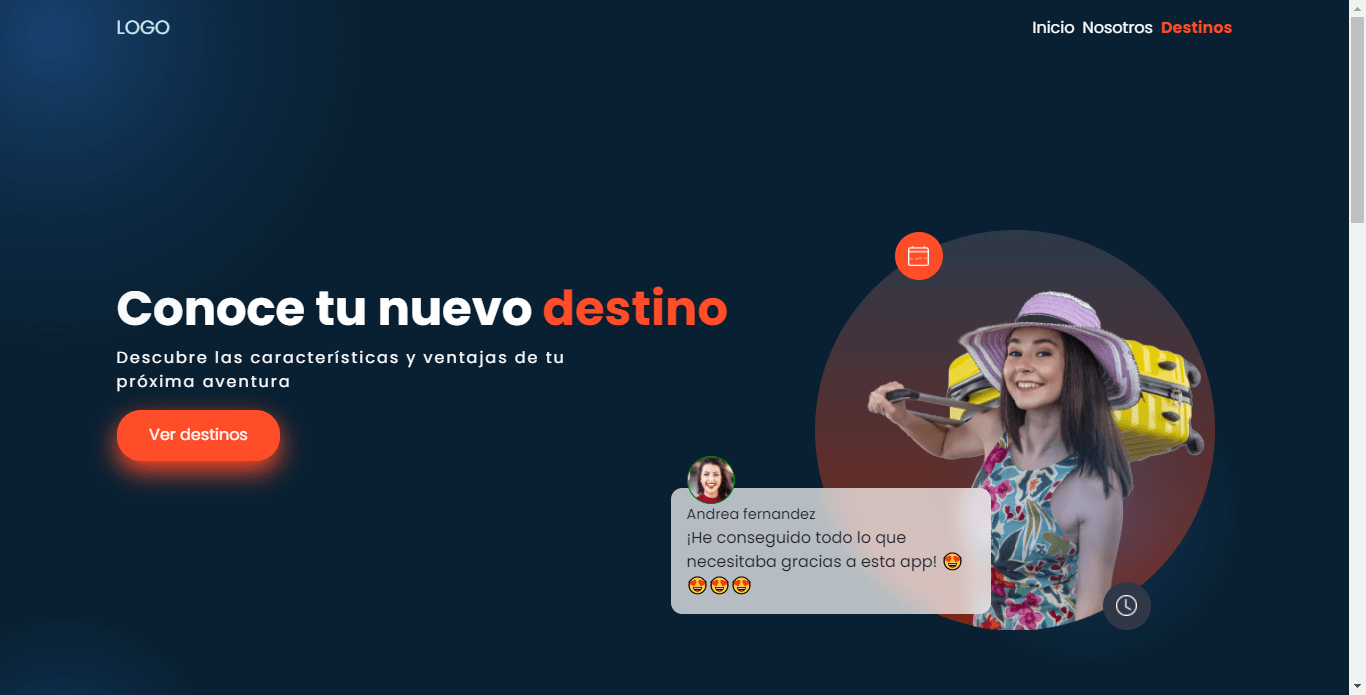 LOGO
Inicio Nosotros Destinos
Conoce tu nuevo destino
Descubre las características y ventajas de tu
próxima aventura
Ver destinos
Andrea fernandez
¡He conseguido todo lo que
necesitaba gracias a esta app! 😍
😍😍😍